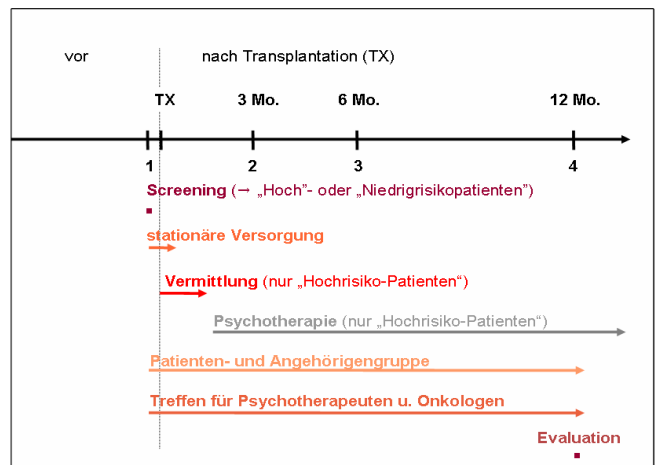 vor nach Transplantation (TX)
TX 3 Mo. 6 Mo. 12 Mo.
1 2 3 4
Screening (→ „Hoch”- oder „Niedrigrisikopatienten”)
stationäre Versorgung
Vermittlung (nur „Hochrisiko-Patienten“)
Psychotherapie (nur „Hochrisiko-Patienten“)
Patienten- und Angehörigengruppe
Treffen für Psychotherapeuten u. Onkologen
Evaluation